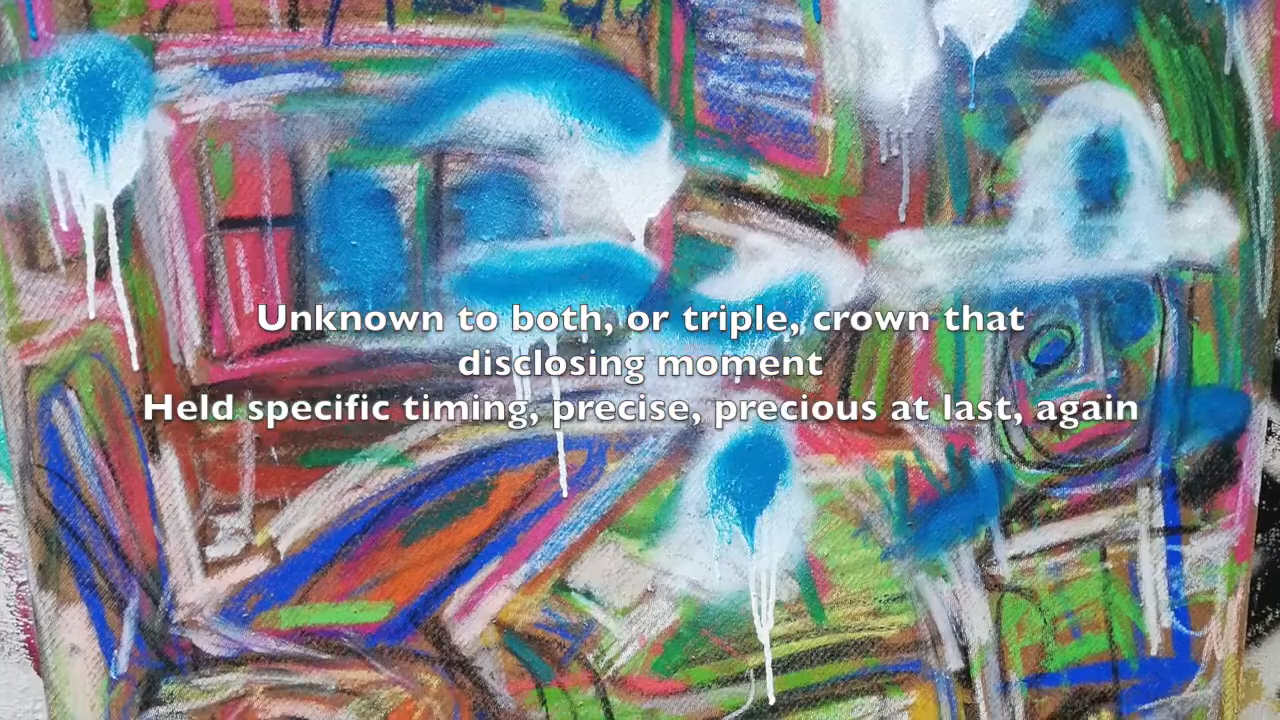 Unknown to both, or triple, crown that
disclosing moment
Held specific timing, precise, precious at last, again